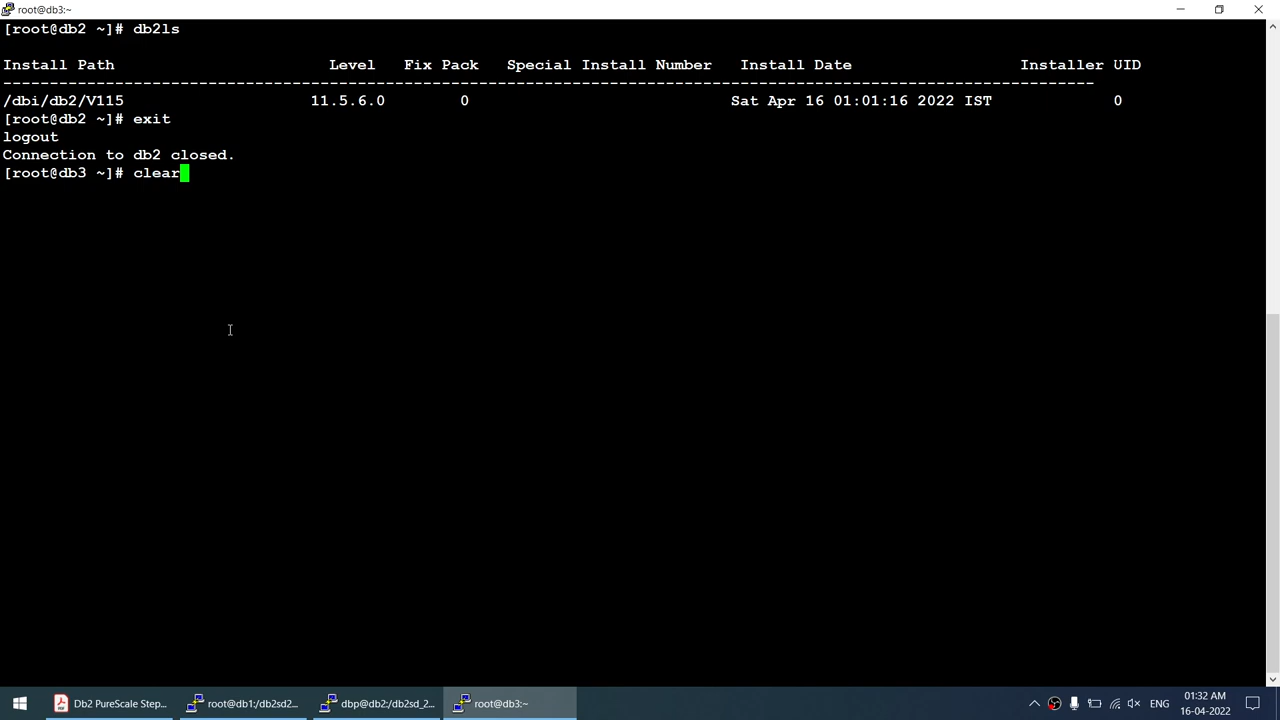 root@db3:~
[root@db2 ~]# db2ls
Install Path Level Fix Pack Special Install Number Install Date Installer UID
---------------------------------------------------------------------------------------------------------------------
/dbi/db2/V115 11.5.6.0 0 Sat Apr 16 01:01:16 2022 IST 0
[root@db2 ~]# exit
logout
Connection to db2 closed.
[root@db3 ~]# clear
Db2 PureScale Step... root@db1:/db2sd2... dbp@db2:/db2sd_2... root@db3:~ ENG 01:32 AM
16-04-2022